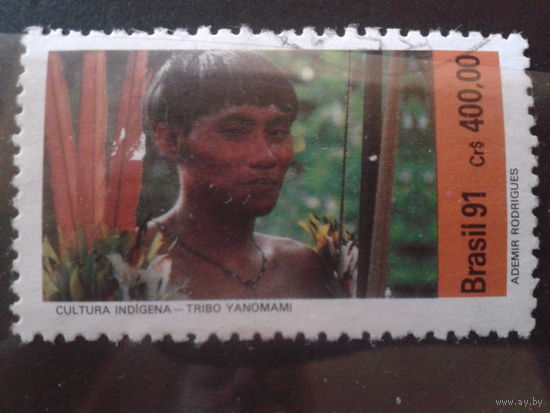 Brasil 91 Cr$ 400,00
ADEMIR RODRIGUES
CULTURA INDÍGENA — TRIBO YANOMAMI
www.ay.by